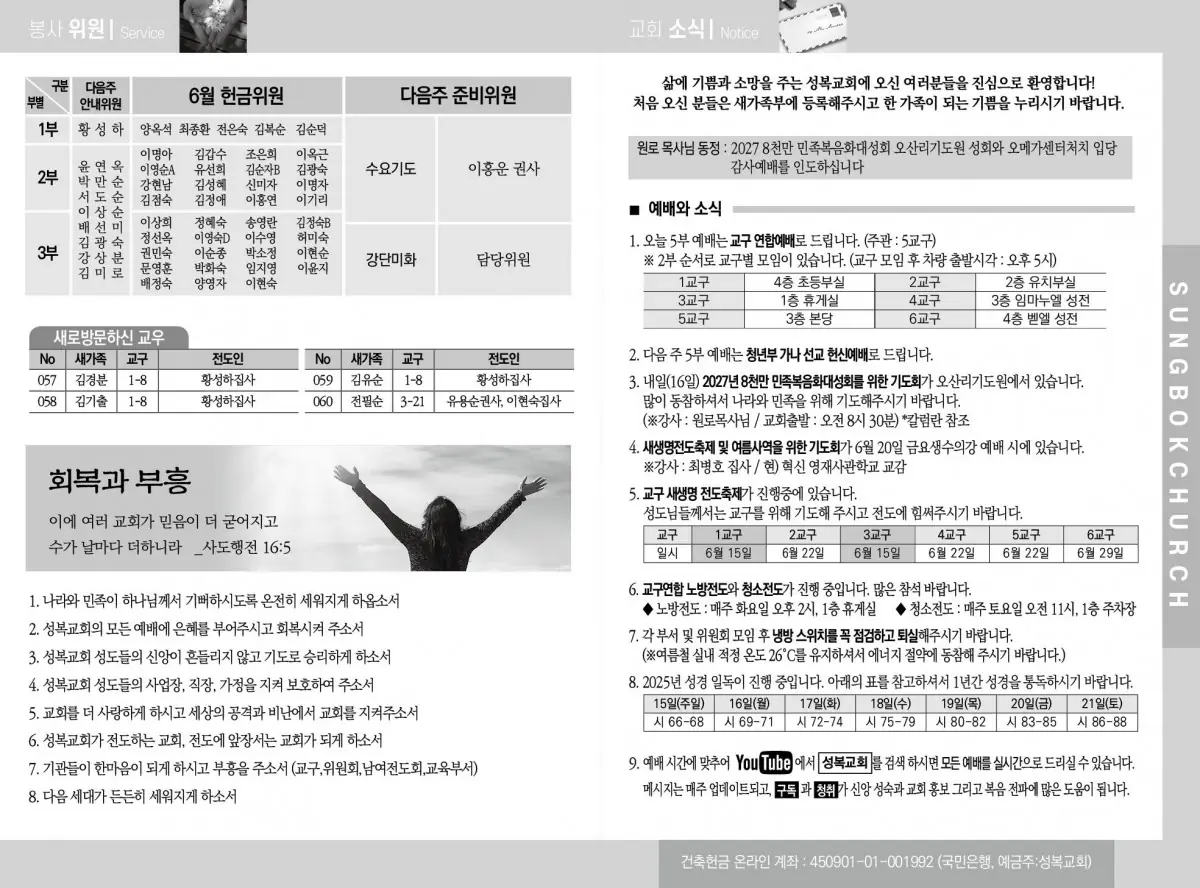 봉사 위원 | Service
구분
부별
다음주
안내위원
6월 헌금위원
다음주 준비위원
1부
황 성 하
양옥석 최종환 전은숙 김복순 김순덕
2부
3부
윤 연 옥
박 만 순
서 도 순
이 상 순
배 선 미
김 광 숙
강 상 분
김 미 로
이명아 김갑수 조은희 이옥근
이영순A 유선희 김순자B 김광숙
강현남 김성혜 신미자 이명자
김점숙 김정애 이홍연 이기리
이상희 정혜숙 송영란 김정숙B
정선옥 이영숙D 이수영 허미숙
권민숙 이순종 박소정 이현순
문영훈 박화숙 임지영 이윤지
배정숙 양영자 이현숙
수요기도 이홍운 권사
강단미화 담당위원
새로방문하신 교우
No 새가족 교구 전도인
057 김경분 1-8 황성하집사
058 김기출 1-8 황성하집사
No 새가족 교구 전도인
059 김유순 1-8 황성하집사
060 전필순 3-21 유용순권사, 이현숙집사
회복과 부흥
이에 여러 교회가 믿음이 더 굳어지고
수가 날마다 더하니라 _사도행전 16:5
1. 나라와 민족이 하나님께서 기뻐하시도록 온전히 세워지게 하옵소서
2. 성복교회의 모든 예배에 은혜를 부어주시고 회복시켜 주소서
3. 성복교회 성도들의 신앙이 흔들리지 않고 기도로 승리하게 하소서
4. 성복교회 성도들의 사업장, 직장, 가정을 지켜 보호하여 주소서
5. 교회를 더 사랑하게 하시고 세상의 공격과 비난에서 교회를 지켜주소서
6. 성복교회가 전도하는 교회, 전도에 앞장서는 교회가 되게 하소서
7. 기관들이 한마음이 되게 하시고 부흥을 주소서 (교구,위원회,남여전도회,교육부서)
8. 다음 세대가 든든히 세워지게 하소서
교회 소식 | Notice
삶에 기쁨과 소망을 주는 성복교회에 오신 여러분들을 진심으로 환영합니다!
처음 오신 분들은 새가족부에 등록해주시고 한 가족이 되는 기쁨을 누리시기 바랍니다.
원로 목사님 동정 : 2027 8천만 민족복음화대성회 오산리기도원 성회와 오메가센터처치 입당
감사예배를 인도하십니다
■ 예배와 소식
1. 오늘 5부 예배는 교구 연합예배로 드립니다. (주관 : 5교구)
※ 2부 순서로 교구별 모임이 있습니다. (교구 모임 후 차량 출발시각 : 오후 5시)
1교구 4층 초등부실 2교구 2층 유치부실
3교구 1층 휴게실 4교구 3층 임마누엘 성전
5교구 3층 본당 6교구 4층 벧엘 성전
2. 다음 주 5부 예배는 청년부 가나 선교 헌신예배로 드립니다.
3. 내일(16일) 2027년 8천만 민족복음화대성회를 위한 기도회가 오산리기도원에서 있습니다.
많이 동참하셔서 나라와 민족을 위해 기도해주시기 바랍니다.
(※강사 : 원로목사님 / 교회출발 : 오전 8시 30분) *칼럼란 참조
4. 새생명전도축제 및 여름사역을 위한 기도회가 6월 20일 금요생수의강 예배 시에 있습니다.
※강사 : 최병호 집사 / 현) 혁신 영재사관학교 교감
5. 교구 새생명 전도축제가 진행중에 있습니다.
성도님들께서는 교구를 위해 기도해 주시고 전도에 힘써주시기 바랍니다.
교구 1교구 2교구 3교구 4교구 5교구 6교구
일시 6월 15일 6월 22일 6월 15일 6월 22일 6월 22일 6월 29일
6. 교구연합 노방전도와 청소전도가 진행 중입니다. 많은 참석 바랍니다.
◆ 노방전도 : 매주 화요일 오후 2시, 1층 휴게실 ◆ 청소전도 : 매주 토요일 오전 11시, 1층 주차장
7. 각 부서 및 위원회 모임 후 냉방 스위치를 꼭 점검하고 퇴실해주시기 바랍니다.
(※여름철 실내 적정 온도 26˚C를 유지하셔서 에너지 절약에 동참해 주시기 바랍니다.)
8. 2025년 성경 일독이 진행 중입니다. 아래의 표를 참고하셔서 1년간 성경을 통독하시기 바랍니다.
15일(주일) 16일(월) 17일(화) 18일(수) 19일(목) 20일(금) 21일(토)
시 66-68 시 69-71 시 72-74 시 75-79 시 80-82 시 83-85 시 86-88
9. 예배 시간에 맞추어 YouTube 에서 성복교회 를 검색 하시면 모든 예배를 실시간으로 드리실 수 있습니다.
메시지는 매주 업데이트되고, 구독 과 청취 가 신앙 성숙과 교회 홍보 그리고 복음 전파에 많은 도움이 됩니다.
SUNGBOKCHURCH
건축헌금 온라인 계좌 : 450901-01-001992 (국민은행, 예금주:성복교회)